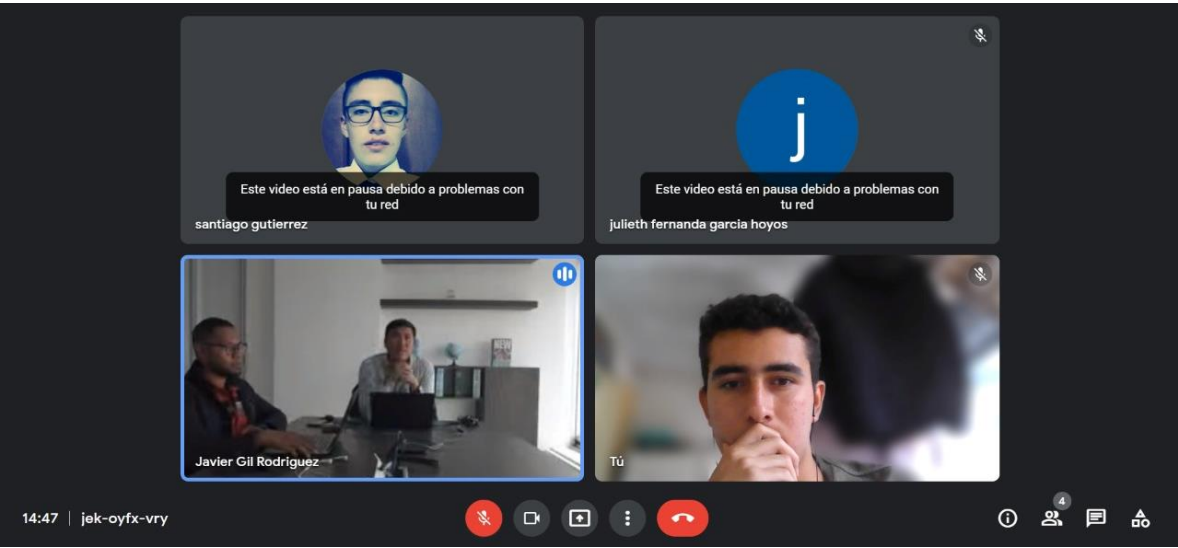 Este video está en pausa debido a problemas con
tu red
santiago gutierrez
j
Este video está en pausa debido a problemas con
tu red
julieth fernanda garcia hoyos
NEW
Javier Gil Rodriguez
Tú
14:47 | jek-oyfx-vry
4